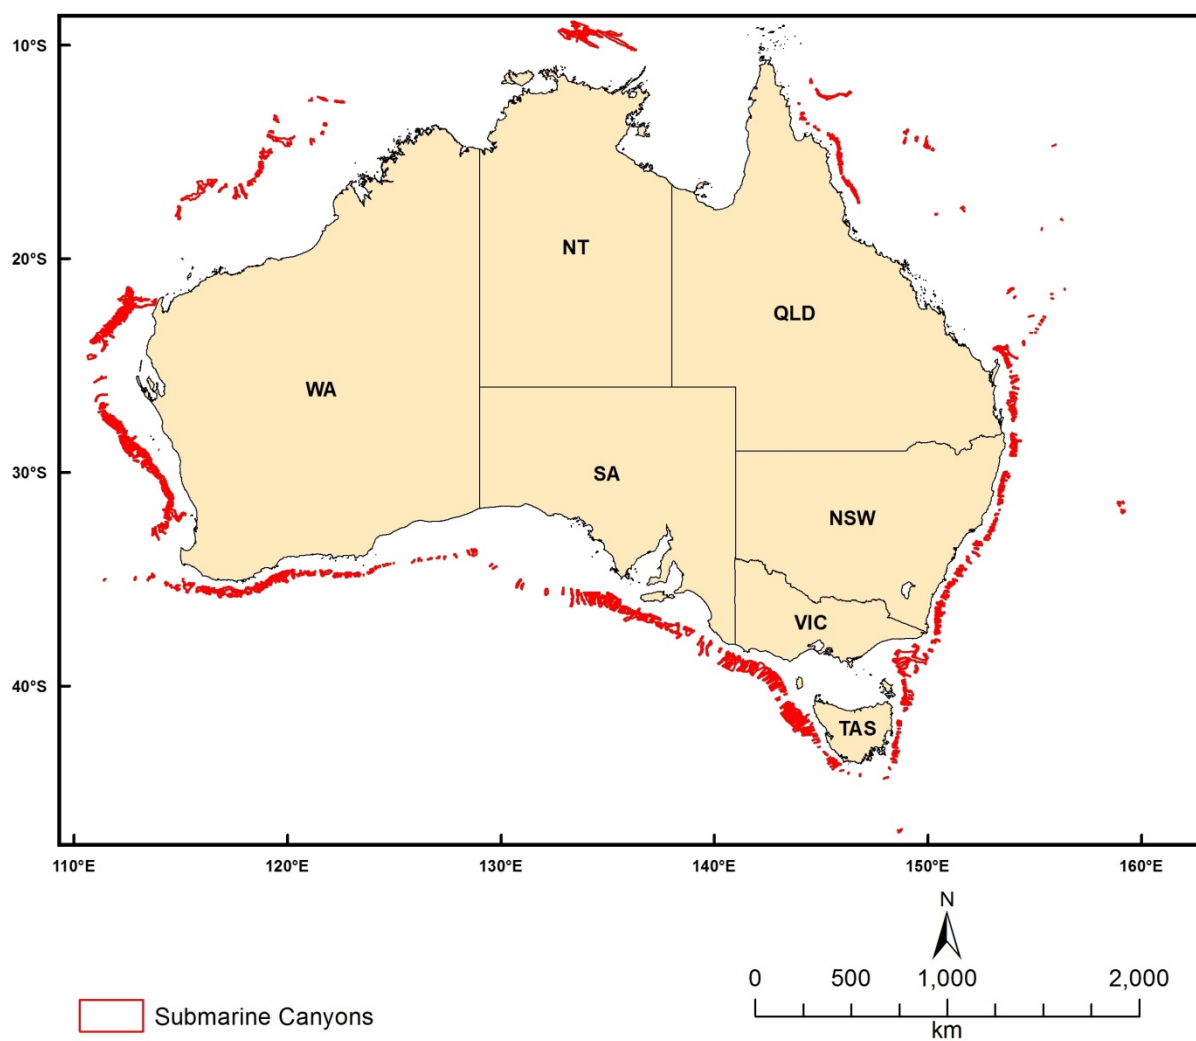 10°S
20°S
NT
QLD
WA
30°S
SA
NSW
VIC
40°S
TAS
110°E 120°E 130°E 140°E 150°E 160°E
N
0 500 1,000 2,000
km
Submarine Canyons